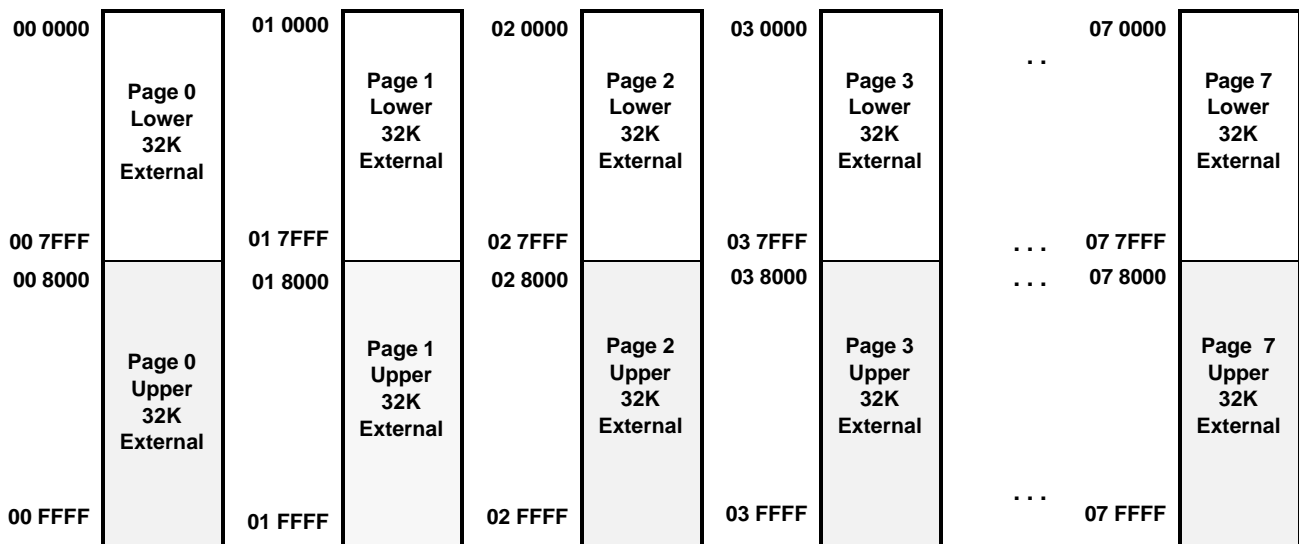 00 0000
Page 0
Lower
32K
External
00 7FFF
00 8000
Page 0
Upper
32K
External
00 FFFF
01 0000
Page 1
Lower
32K
External
01 7FFF
01 8000
Page 1
Upper
32K
External
01 FFFF
02 0000
Page 2
Lower
32K
External
02 7FFF
02 8000
Page 2
Upper
32K
External
02 FFFF
03 0000
Page 3
Lower
32K
External
03 7FFF
03 8000
Page 3
Upper
32K
External
03 FFFF
. .
. . .
. . .
. . .
07 0000
Page 7
Lower
32K
External
07 7FFF
07 8000
Page 7
Upper
32K
External
07 FFFF